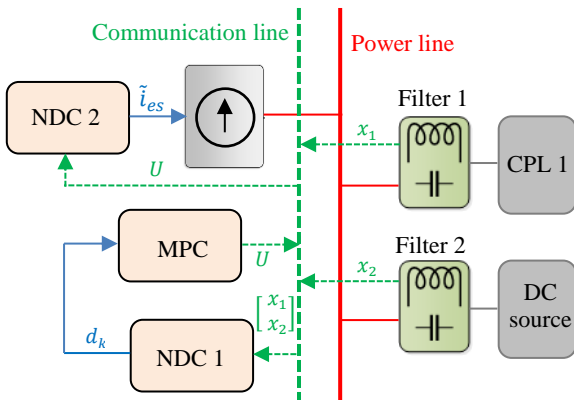 Communication line
Power line
NDC 2
ĩ_es
Filter 1
x_1
CPL 1
U
MPC
U
Filter 2
x_2
[x_1
x_2]
DC
source
d_k
NDC 1